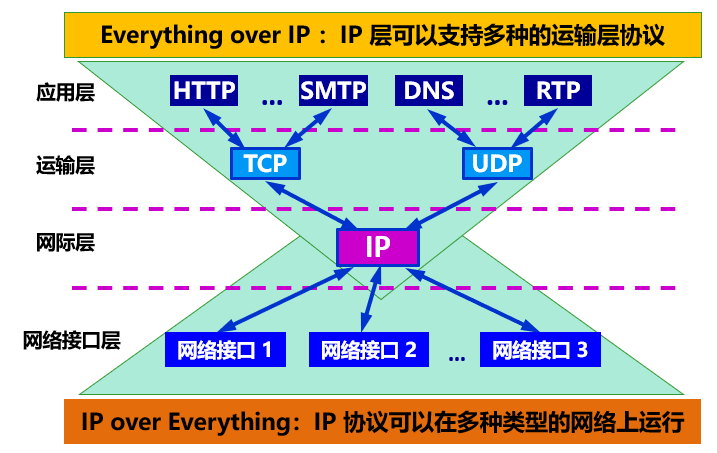 Everything over IP ：IP 层可以支持多种的运输层协议
应用层
HTTP … SMTP DNS … RTP
运输层
TCP UDP
网际层
IP
网络接口层
网络接口 1 网络接口 2 … 网络接口 3
IP over Everything：IP 协议可以在多种类型的网络上运行